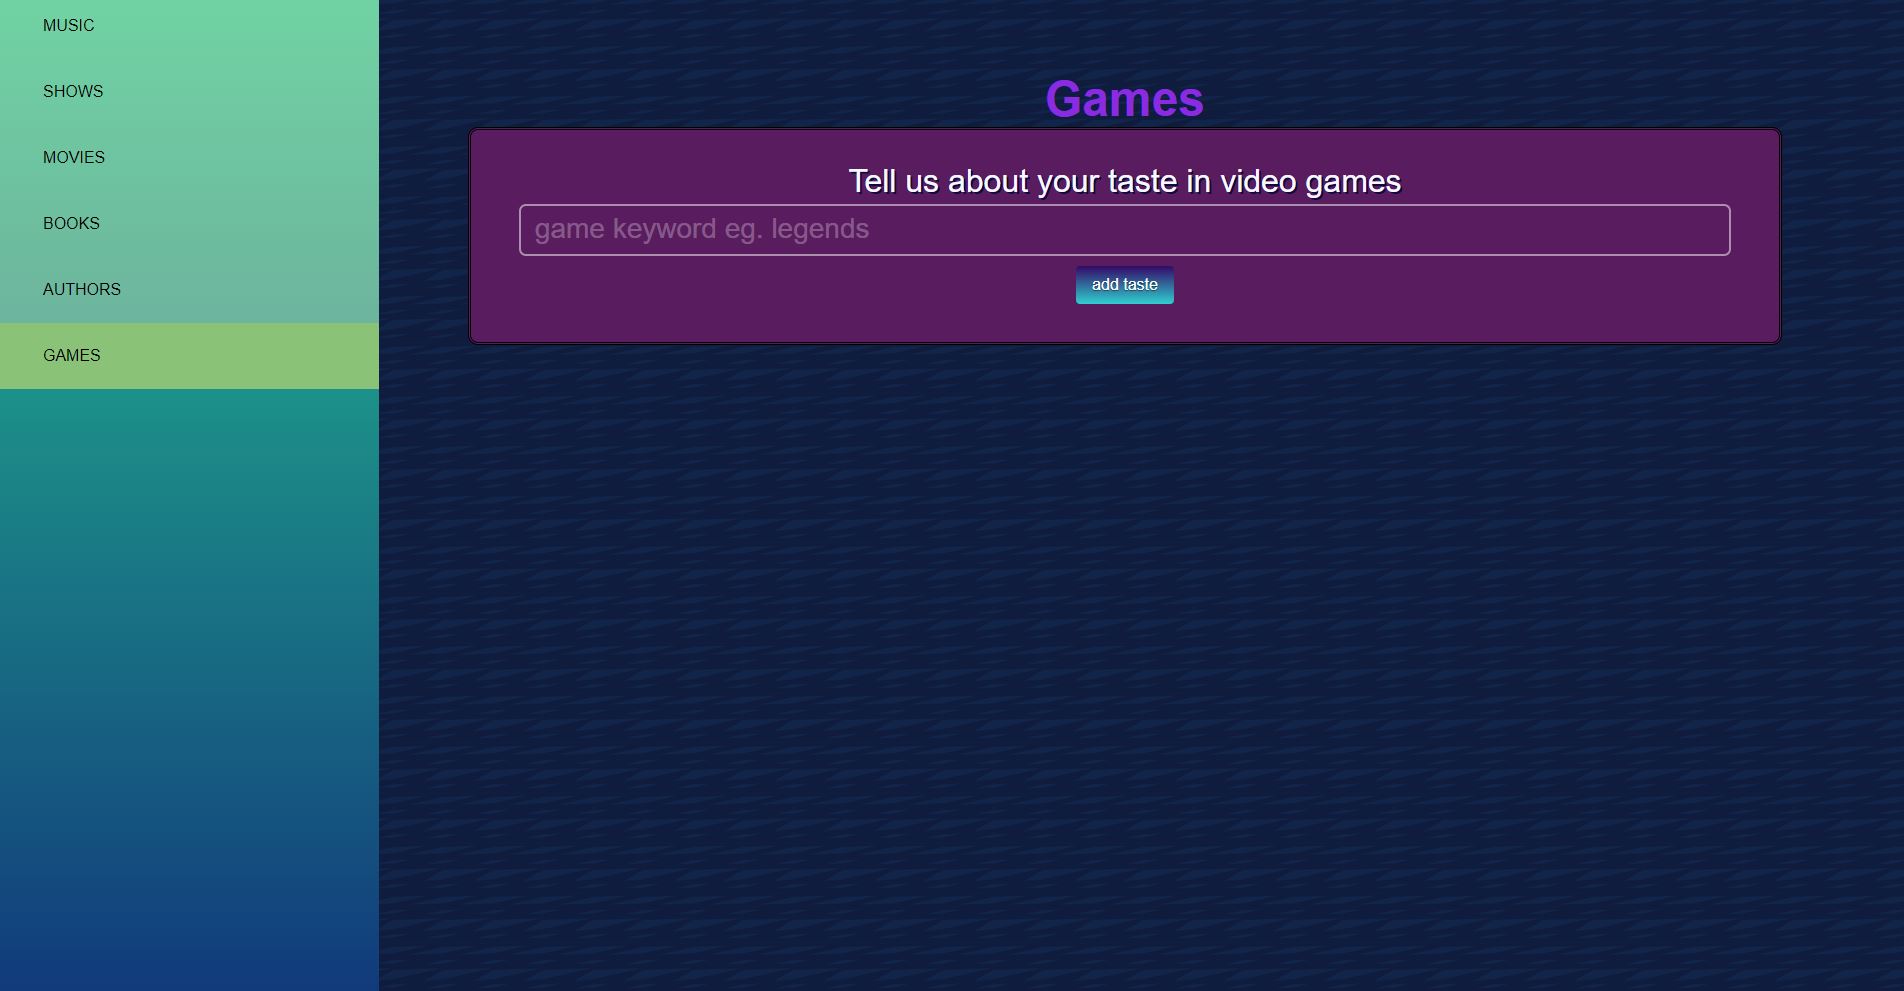 MUSIC
SHOWS
MOVIES
BOOKS
AUTHORS
GAMES
Games
Tell us about your taste in video games
game keyword eg. legends
add taste